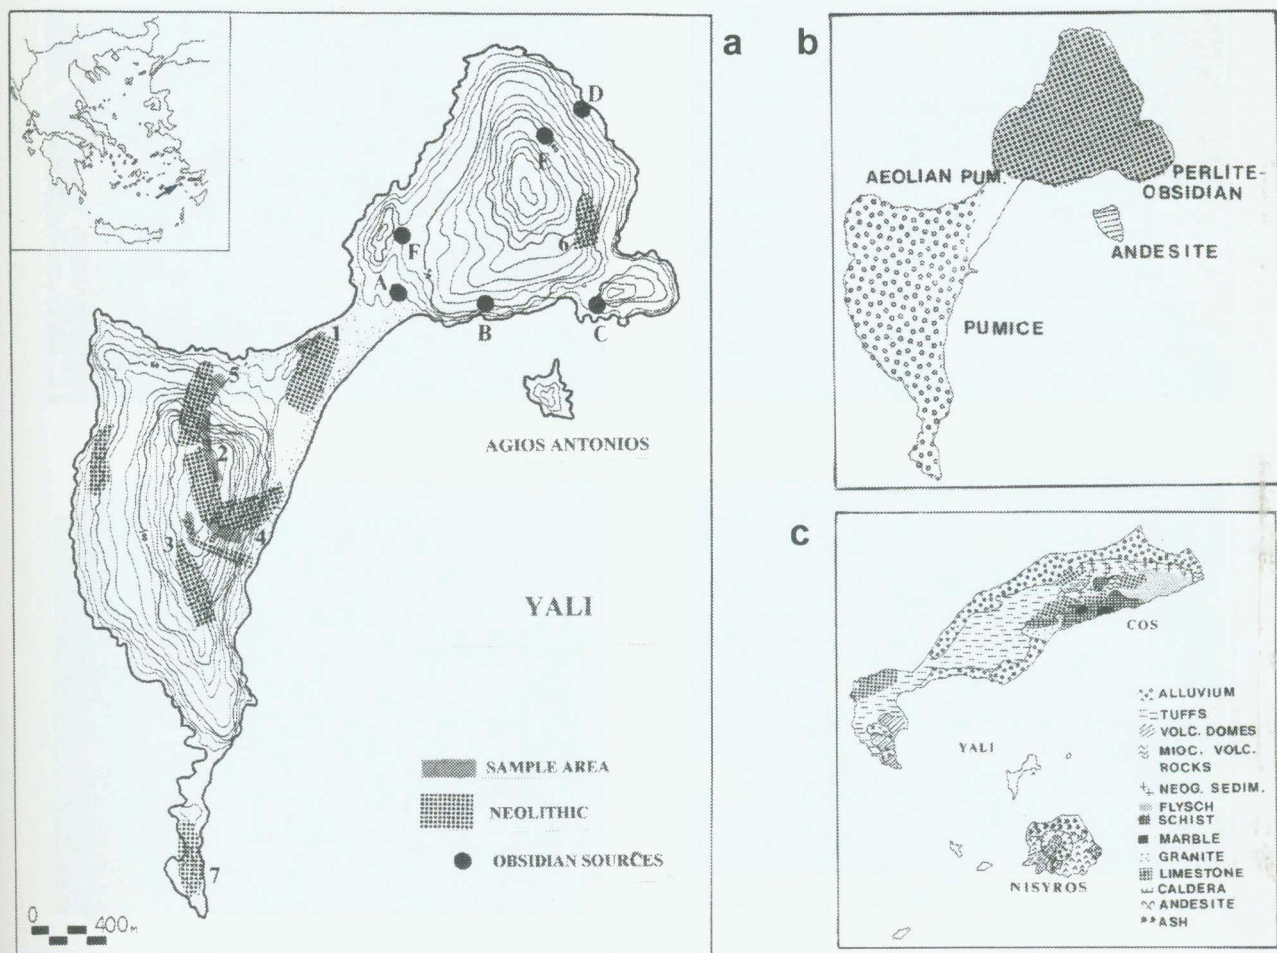 a
D
E
6
F
A
B
C
1
5
2
4
3
7
AGIOS ANTONIOS
YALI
SAMPLE AREA
NEOLITHIC
OBSIDIAN SOURCES
0 400 M
b
AEOLIAN PUM.
PERLITE-
OBSIDIAN
ANDESITE
PUMICE
c
COS
YALI
NISYROS
ALLUVIUM
TUFFS
VOLC. DOMES
MIOC. VOLC.
ROCKS
NEOG. SEDIM.
FLYSCH
SCHIST
MARBLE
GRANITE
LIMESTONE
CALDERA
ANDESITE
ASH